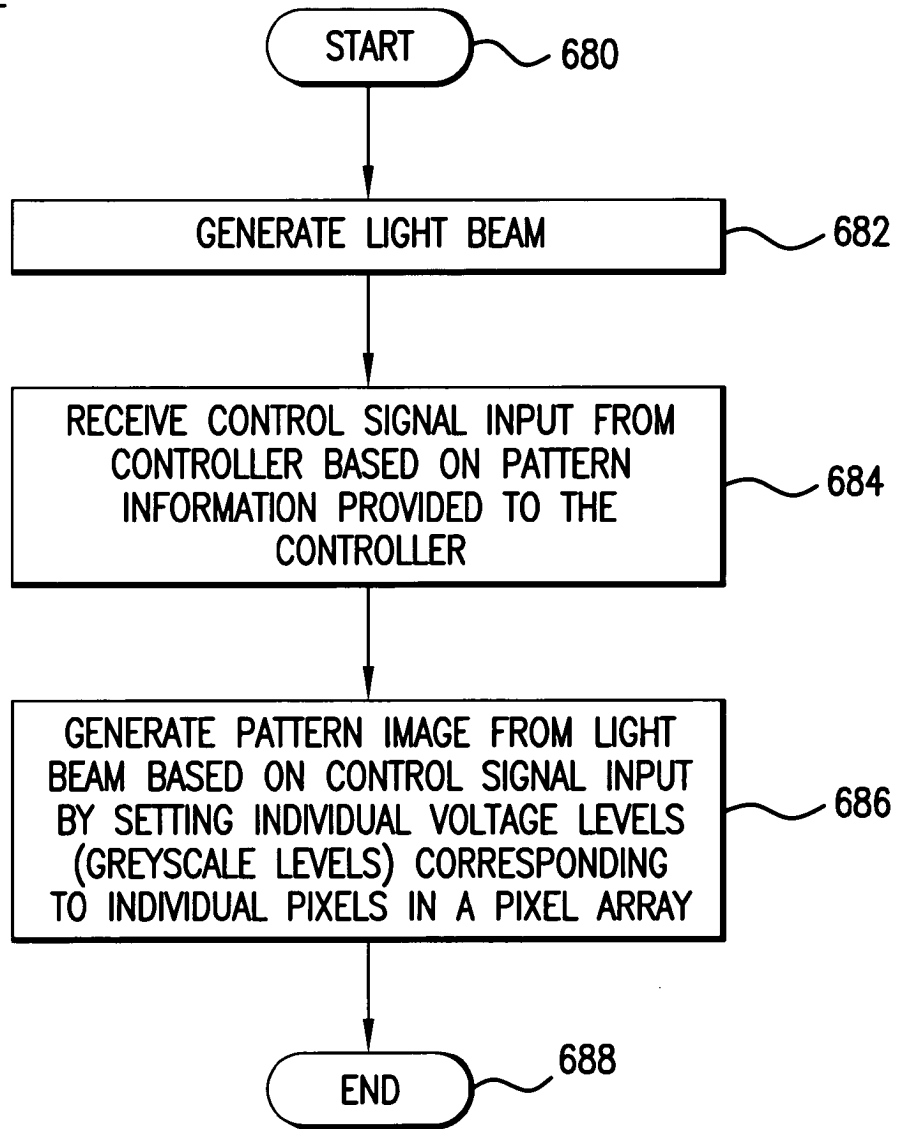 START
680
GENERATE LIGHT BEAM
682
RECEIVE CONTROL SIGNAL INPUT FROM
CONTROLLER BASED ON PATTERN
INFORMATION PROVIDED TO THE
CONTROLLER
684
GENERATE PATTERN IMAGE FROM LIGHT
BEAM BASED ON CONTROL SIGNAL INPUT
BY SETTING INDIVIDUAL VOLTAGE LEVELS
(GREYSCALE LEVELS) CORRESPONDING
TO INDIVIDUAL PIXELS IN A PIXEL ARRAY
686
END
688